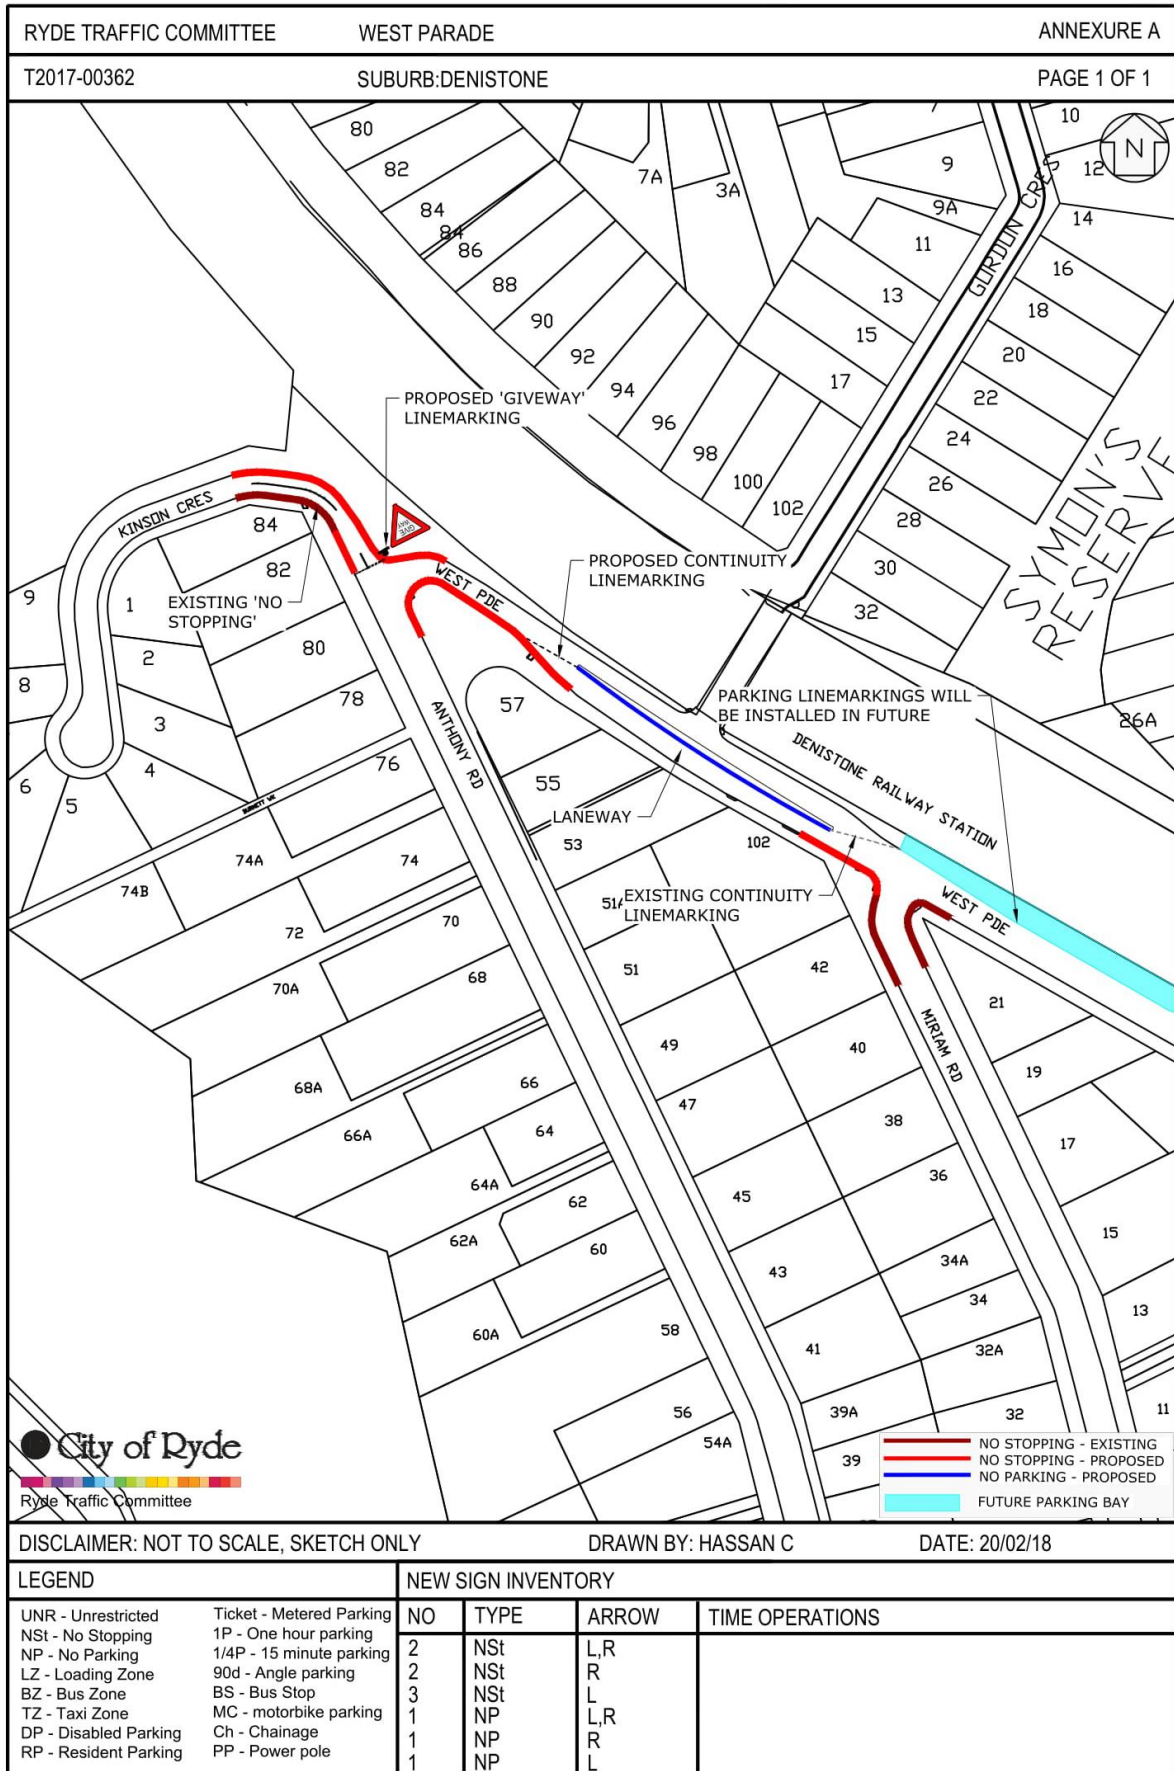 RYDE TRAFFIC COMMITTEE WEST PARADE ANNEXURE A
T2017-00362 SUBURB:DENISTONE PAGE 1 OF 1
80
82
84
84
86
88
90
92
94
96
98
100
102
7A
3A
9
9A
11
13
15
17
10
12
14
16
18
20
22
24
26
28
30
32
N
GORDON CRES
SYMON'S
RESERVE
26A
PROPOSED 'GIVEWAY'
LINEMARKING
GIVE
WAY
KINSON CRES
WEST PDE
PROPOSED CONTINUITY
LINEMARKING
EXISTING 'NO
STOPPING'
84
82
80
78
76
9
8
6
5
1
2
3
4
ANTHONY RD
57
55
53
LANEWAY
PARKING LINEMARKINGS WILL
BE INSTALLED IN FUTURE
DENISTONE RAILWAY STATION
WEST PDE
EXISTING CONTINUITY
LINEMARKING
102
51A
51
49
47
45
43
41
39A
39
74A
74B
74
72
70
70A
68
68A
66
66A
64
64A
62
62A
60
60A
58
56
54A
42
40
38
36
34A
34
32A
32
MIRIAM RD
21
19
17
15
13
11
City of Ryde
Ryde Traffic Committee
NO STOPPING - EXISTING
NO STOPPING - PROPOSED
NO PARKING - PROPOSED
FUTURE PARKING BAY
DISCLAIMER: NOT TO SCALE, SKETCH ONLY DRAWN BY: HASSAN C DATE: 20/02/18
LEGEND
UNR - Unrestricted
NSt - No Stopping
NP - No Parking
LZ - Loading Zone
BZ - Bus Zone
TZ - Taxi Zone
DP - Disabled Parking
RP - Resident Parking
Ticket - Metered Parking
1P - One hour parking
1/4P - 15 minute parking
90d - Angle parking
BS - Bus Stop
MC - motorbike parking
Ch - Chainage
PP - Power pole
NEW SIGN INVENTORY
NO TYPE ARROW TIME OPERATIONS
2 NSt L,R
2 NSt R
3 NSt L
1 NP L,R
1 NP R
1 NP L